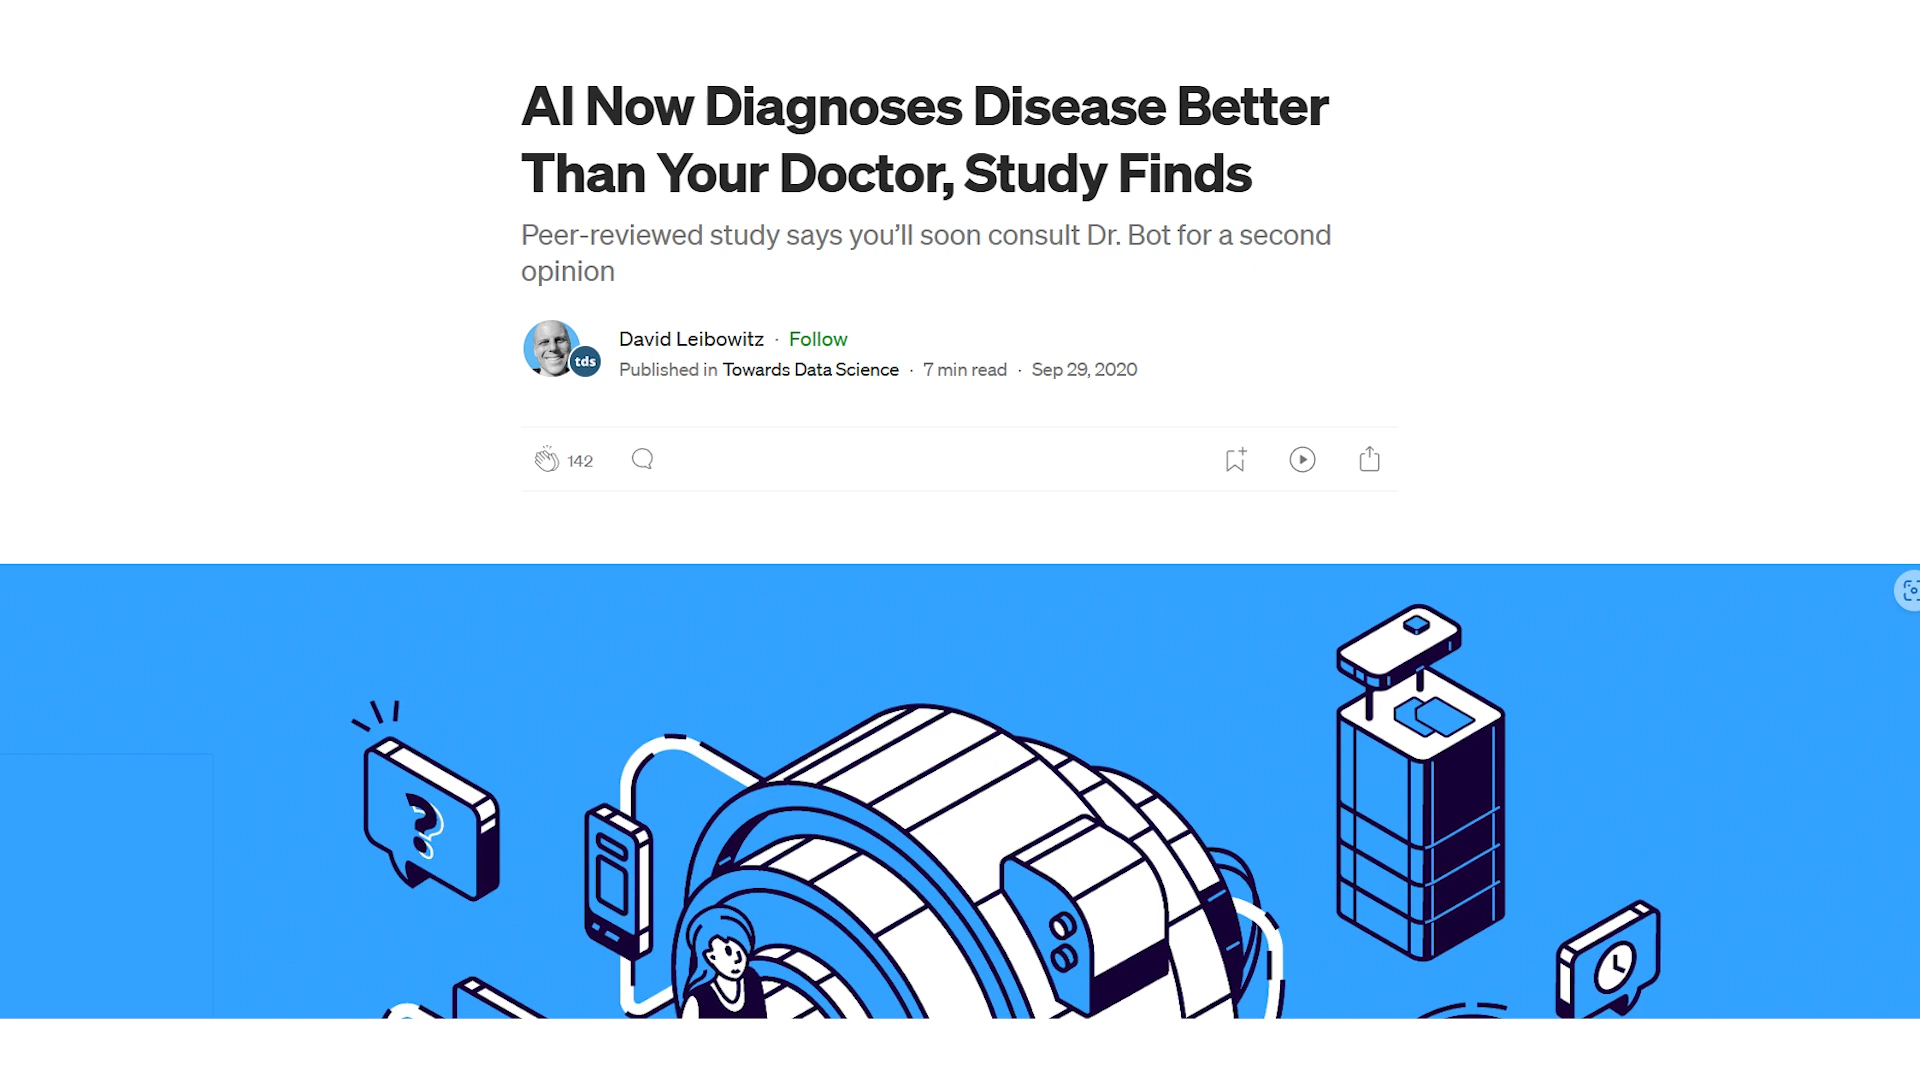 AI Now Diagnoses Disease Better
Than Your Doctor, Study Finds
Peer-reviewed study says you’ll soon consult Dr. Bot for a second
opinion
David Leibowitz · Follow
tds
Published in Towards Data Science · 7 min read · Sep 29, 2020
142
?